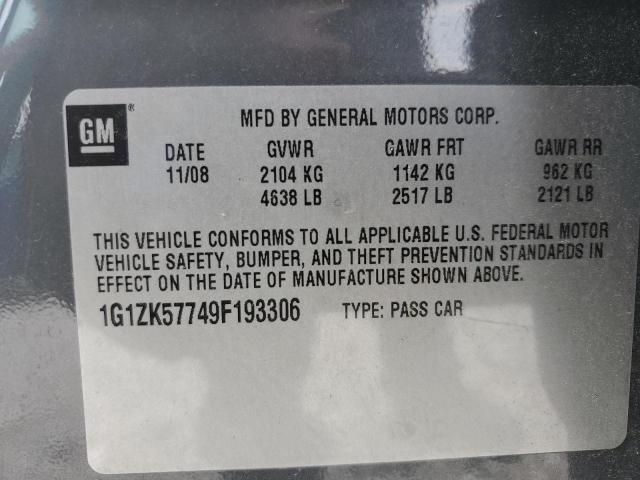 GM ®
MFD BY GENERAL MOTORS CORP.
DATE GVWR GAWR FRT GAWR RR
11/08 2104 KG 1142 KG 962 KG
4638 LB 2517 LB 2121 LB
THIS VEHICLE CONFORMS TO ALL APPLICABLE U.S. FEDERAL MOTOR
VEHICLE SAFETY, BUMPER, AND THEFT PREVENTION STANDARDS IN
EFFECT ON THE DATE OF MANUFACTURE SHOWN ABOVE.
1G1ZK57749F193306 TYPE: PASS CAR